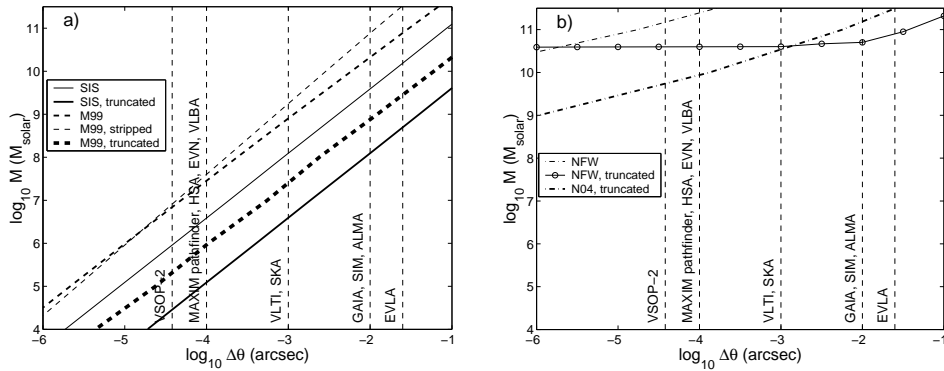 a)
log10 M (Msolar)
11
10
9
8
7
6
5
4
SIS
SIS, truncated
M99
M99, stripped
M99, truncated
VSOP-2
MAXIM pathfinder, HSA, EVN, VLBA
VLTI, SKA
GAIA, SIM, ALMA
EVLA
−6
−5
−4
−3
−2
−1
log10 Δθ (arcsec)
b)
log10 M (Msolar)
11
10
9
8
7
6
5
4
NFW
NFW, truncated
N04, truncated
VSOP−2
MAXIM pathfinder, HSA, EVN, VLBA
VLTI, SKA
GAIA, SIM, ALMA
EVLA
−6
−5
−4
−3
−2
−1
log10 Δθ (arcsec)